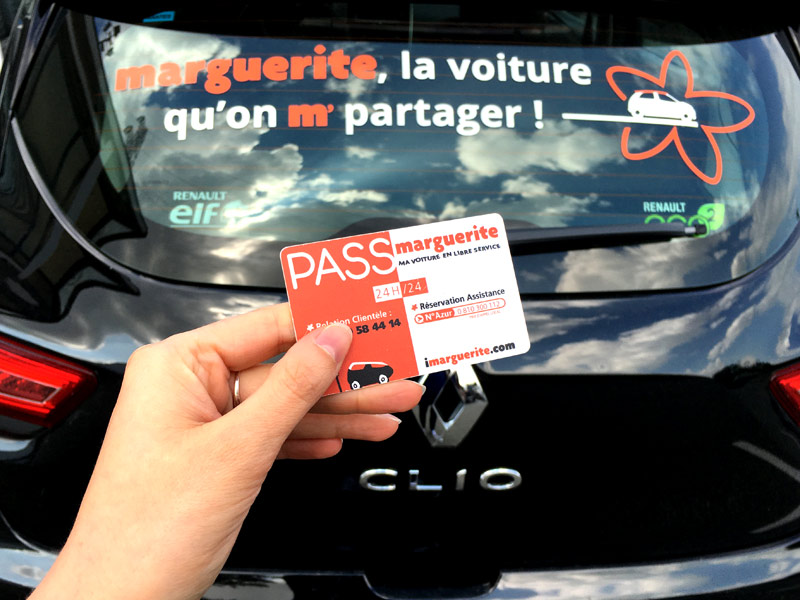 marguerite, la voiture
qu'on m' partager !
RENAULT
elf
RENAULT
PASS
marguerite
MA VOITURE EN LIBRE SERVICE
24H/24
Relation Clientèle :
58 44 14
Réservation Assistance
N°Azur
imarguerite.com
CLIO